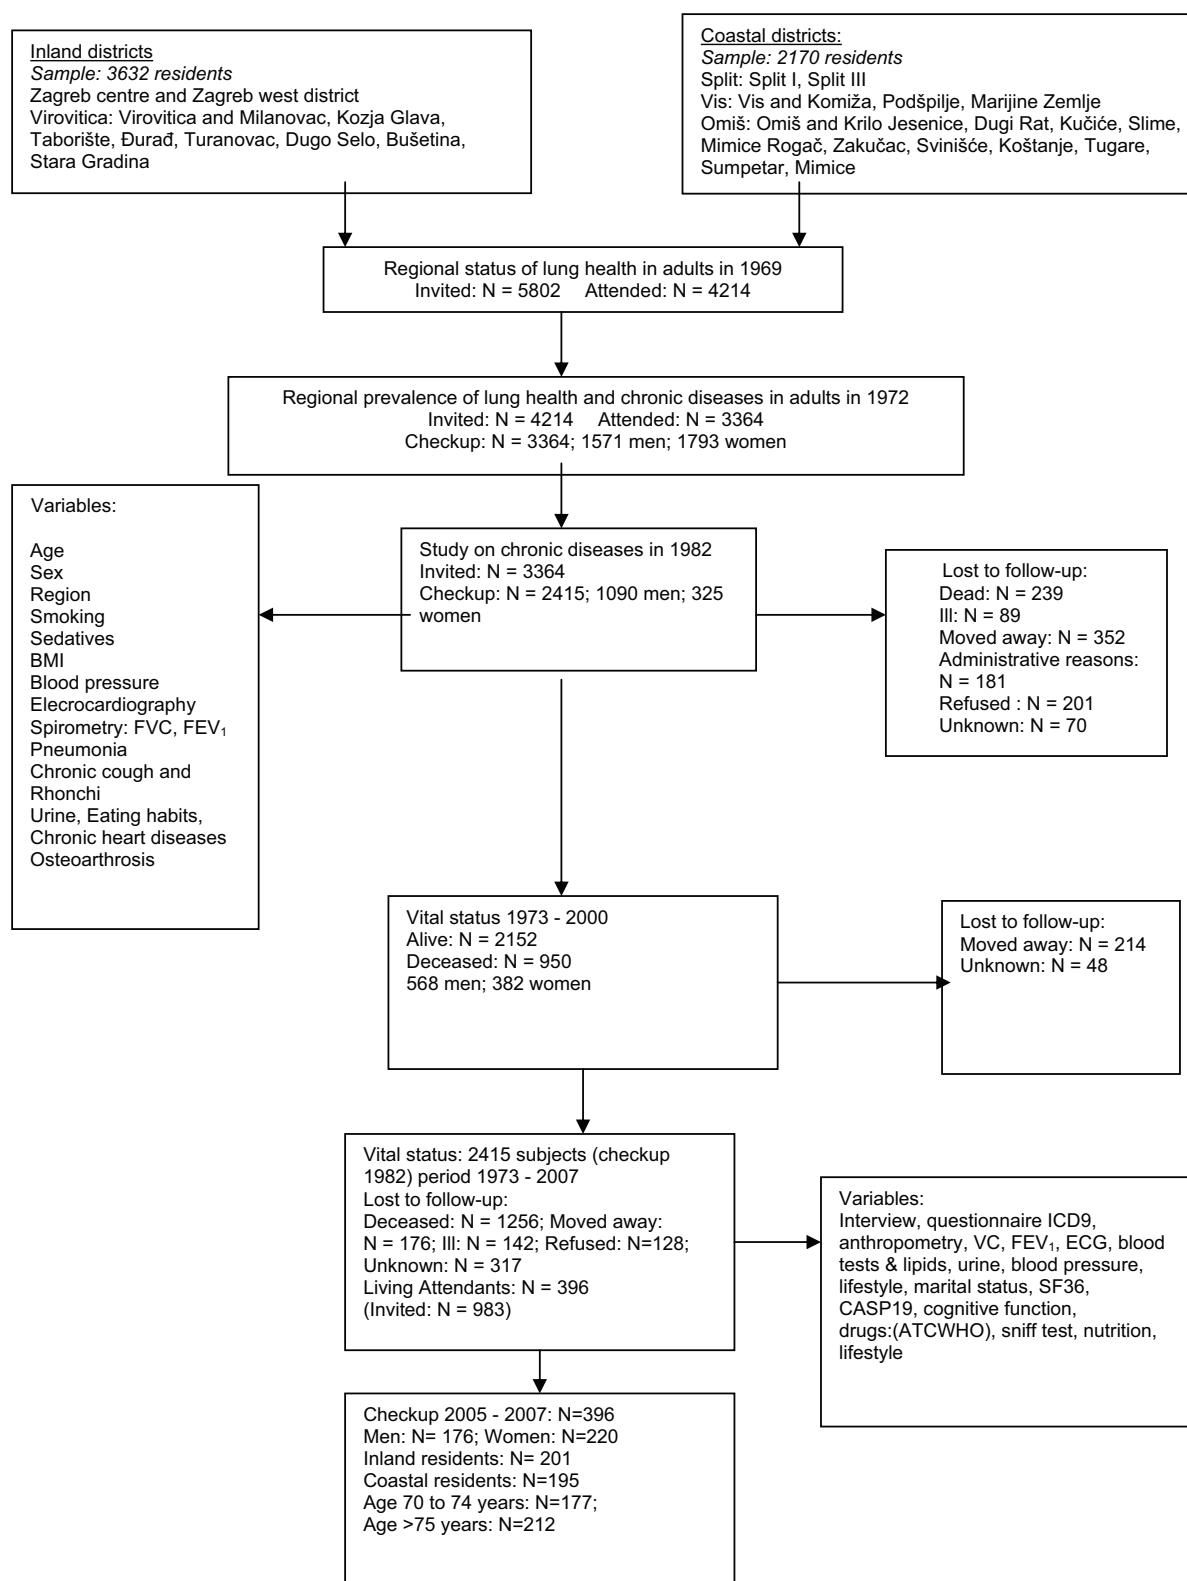 Inland districts
Sample: 3632 residents
Zagreb centre and Zagreb west district
Virovitica: Virovitica and Milanovac, Kozja Glava,
Taborište, Đurađ, Turanovac, Dugo Selo, Bušetina,
Stara Gradina
Coastal districts:
Sample: 2170 residents
Split: Split I, Split III
Vis: Vis and Komiža, Podšpilje, Marijine Zemlje
Omiš: Omiš and Krilo Jesenice, Dugi Rat, Kučiće, Slime,
Mimice Rogač, Zakučac, Svinišće, Koštanje, Tugare,
Sumpetar, Mimice
Regional status of lung health in adults in 1969
Invited: N = 5802 Attended: N = 4214
Regional prevalence of lung health and chronic diseases in adults in 1972
Invited: N = 4214 Attended: N = 3364
Checkup: N = 3364; 1571 men; 1793 women
Variables:
Age
Sex
Region
Smoking
Sedatives
BMI
Blood pressure
Elecrocardiography
Spirometry: FVC, FEV₁
Pneumonia
Chronic cough and
Rhonchi
Urine, Eating habits,
Chronic heart diseases
Osteoarthrosis
Study on chronic diseases in 1982
Invited: N = 3364
Checkup: N = 2415; 1090 men; 325
women
Lost to follow-up:
Dead: N = 239
Ill: N = 89
Moved away: N = 352
Administrative reasons:
N = 181
Refused : N = 201
Unknown: N = 70
Vital status 1973 - 2000
Alive: N = 2152
Deceased: N = 950
568 men; 382 women
Lost to follow-up:
Moved away: N = 214
Unknown: N = 48
Vital status: 2415 subjects (checkup
1982) period 1973 - 2007
Lost to follow-up:
Deceased: N = 1256; Moved away:
N = 176; Ill: N = 142; Refused: N=128;
Unknown: N = 317
Living Attendants: N = 396
(Invited: N = 983)
Variables:
Interview, questionnaire ICD9,
anthropometry, VC, FEV₁, ECG, blood
tests & lipids, urine, blood pressure,
lifestyle, marital status, SF36,
CASP19, cognitive function,
drugs:(ATCWHO), sniff test, nutrition,
lifestyle
Checkup 2005 - 2007: N=396
Men: N= 176; Women: N=220
Inland residents: N= 201
Coastal residents: N=195
Age 70 to 74 years: N=177;
Age >75 years: N=212